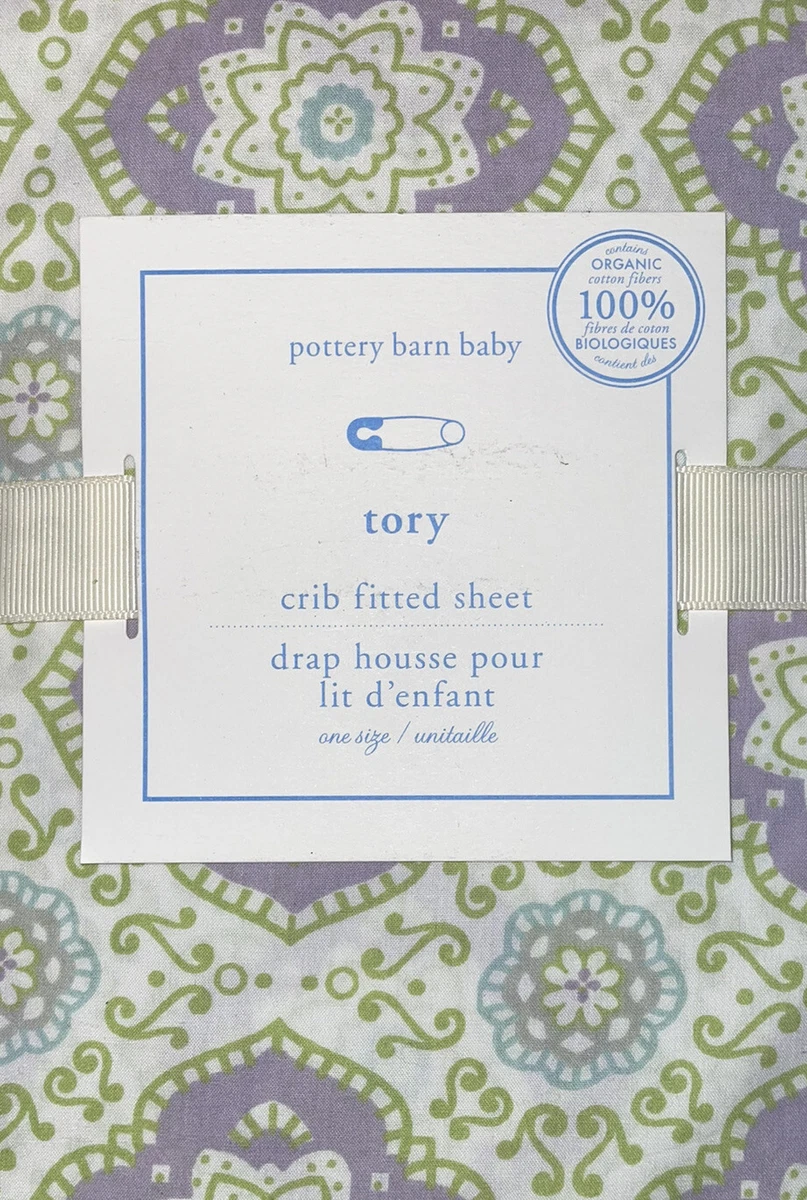 contains
ORGANIC
cotton fibers
100%
fibres de coton
BIOLOGIQUES
contient des
pottery barn baby
tory
crib fitted sheet
drap housse pour
lit d'enfant
one size / unitaille